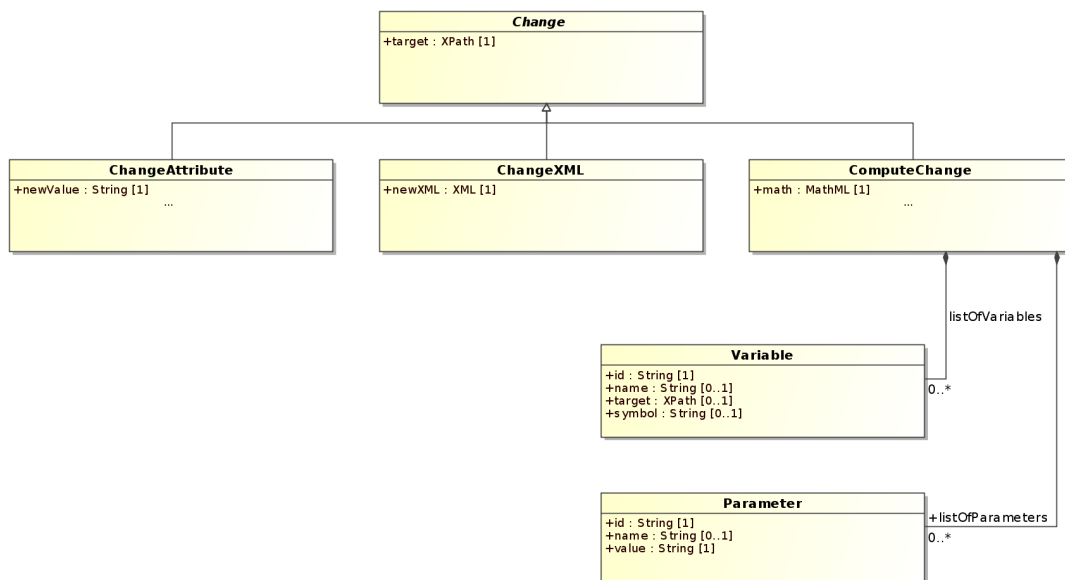 Change
+target : XPath [1]
ChangeAttribute
+newValue : String [1]
...
ChangeXML
+newXML : XML [1]
ComputeChange
+math : MathML [1]
...
listOfVariables
Variable
+id : String [1]
+name : String [0..1]
+target : XPath [0..1]
+symbol : String [0..1]
0..*
Parameter
+id : String [1]
+name : String [0..1]
+value : String [1]
+listOfParameters
0..*